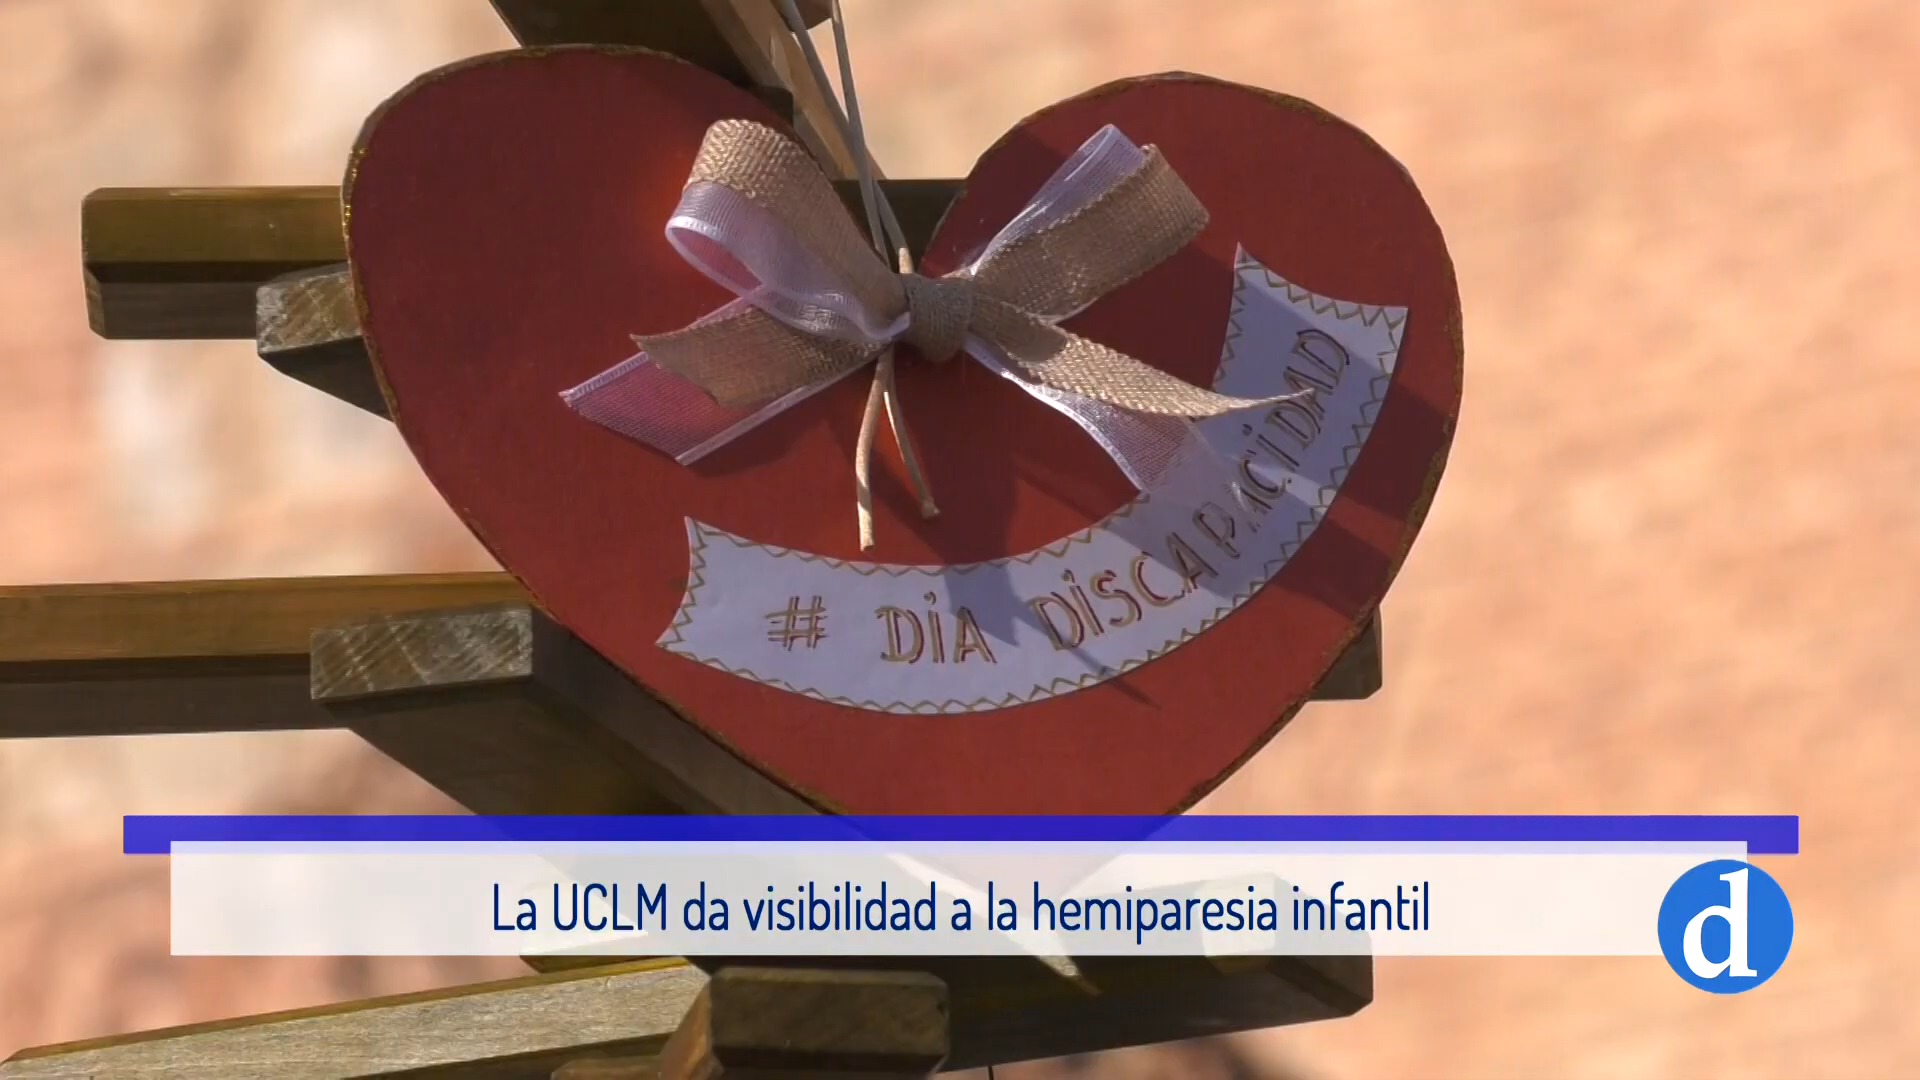 # DÍA DISCAPACIDAD
La UCLM da visibilidad a la hemiparesia infantil
d